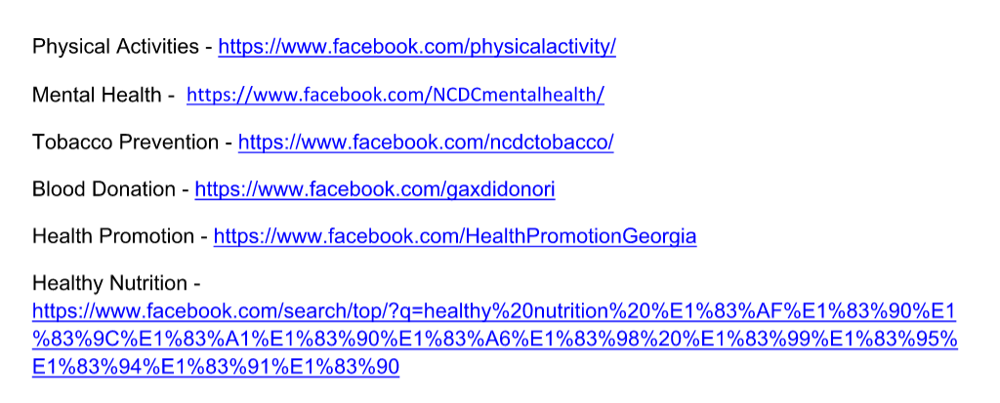 Physical Activities - https://www.facebook.com/physicalactivity/
Mental Health -  https://www.facebook.com/NCDCmentalhealth/
Tobacco Prevention - https://www.facebook.com/ncdctobacco/
Blood Donation - https://www.facebook.com/gaxdidonori
Health Promotion - https://www.facebook.com/HealthPromotionGeorgia
Healthy Nutrition -
https://www.facebook.com/search/top/?q=healthy%20nutrition%20%E1%83%AF%E1%83%90%E1
%83%9C%E1%83%A1%E1%83%90%E1%83%A6%E1%83%98%20%E1%83%99%E1%83%95%
E1%83%94%E1%83%91%E1%83%90